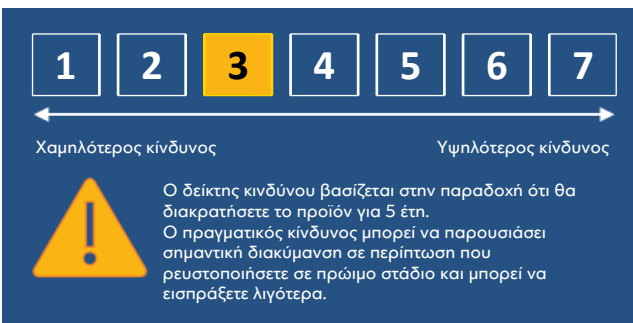 1 2 3 4 5 6 7
Χαμηλότερος κίνδυνος Υψηλότερος κίνδυνος
Ο δείκτης κινδύνου βασίζεται στην παραδοχή ότι θα
διακρατήσετε το προϊόν για 5 έτη.
Ο πραγματικός κίνδυνος μπορεί να παρουσιάσει
σημαντική διακύμανση σε περίπτωση που
ρευστοποιήσετε σε πρώιμο στάδιο και μπορεί να
εισπράξετε λιγότερα.